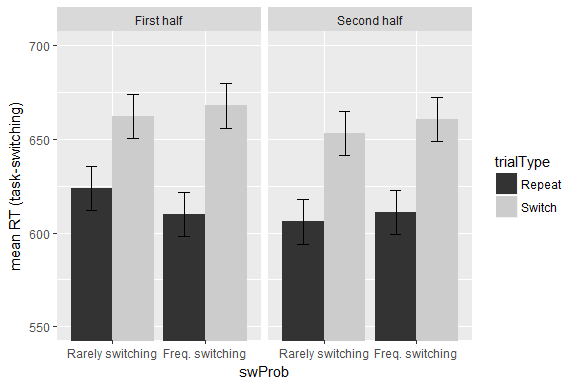 First half
Second half
700
650
600
550
mean RT (task-switching)
Rarely switching
Freq. switching
Rarely switching
Freq. switching
swProb
trialType
Repeat
Switch